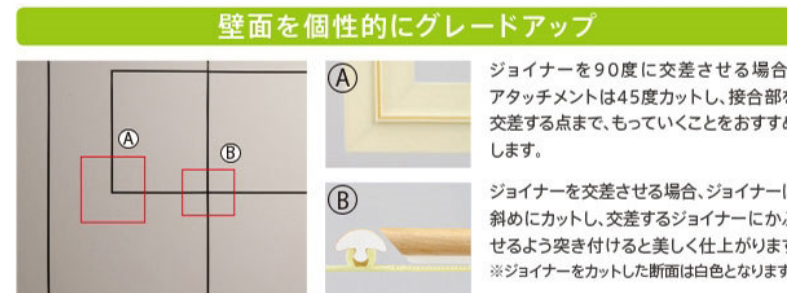 壁面を個性的にグレードアップ
Ⓐ
Ⓑ
Ⓐ
ジョイナーを90度に交差させる場合
アタッチメントは45度カットし、接合部を
交差する点まで、もっていくことをおすすめ
します。
Ⓑ
ジョイナーを交差させる場合、ジョイナーは
斜めにカットし、交差するジョイナーにかぶ
せるよう突き付けると美しく仕上がります
※ジョイナーをカットした断面は白色となります